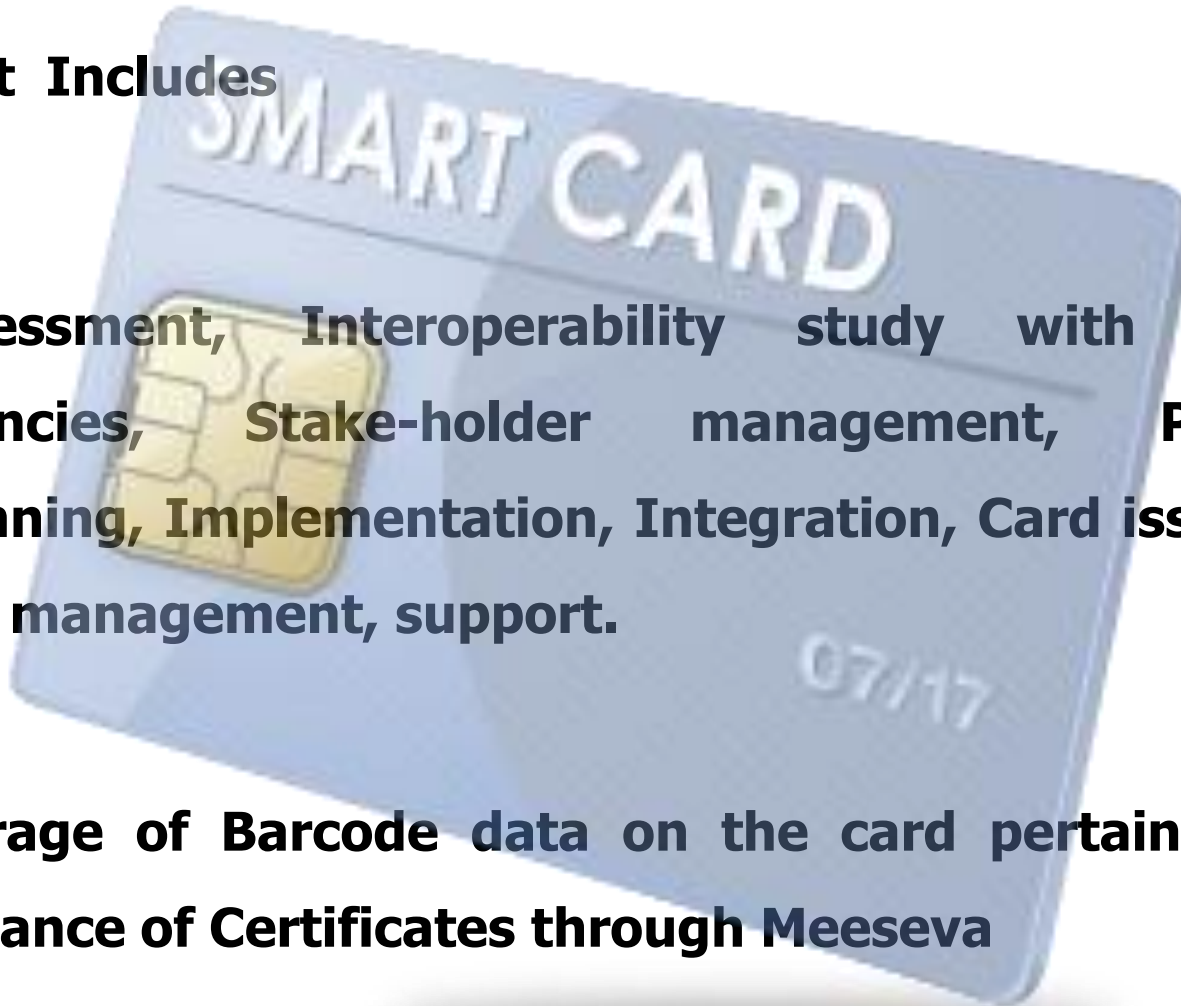 t Includes
SMART CARD
essment, Interoperability study with
ncies, Stake-holder management, P
nning, Implementation, Integration, Card iss
management, support.
07/17
rage of Barcode data on the card pertain
ance of Certificates through Meeseva